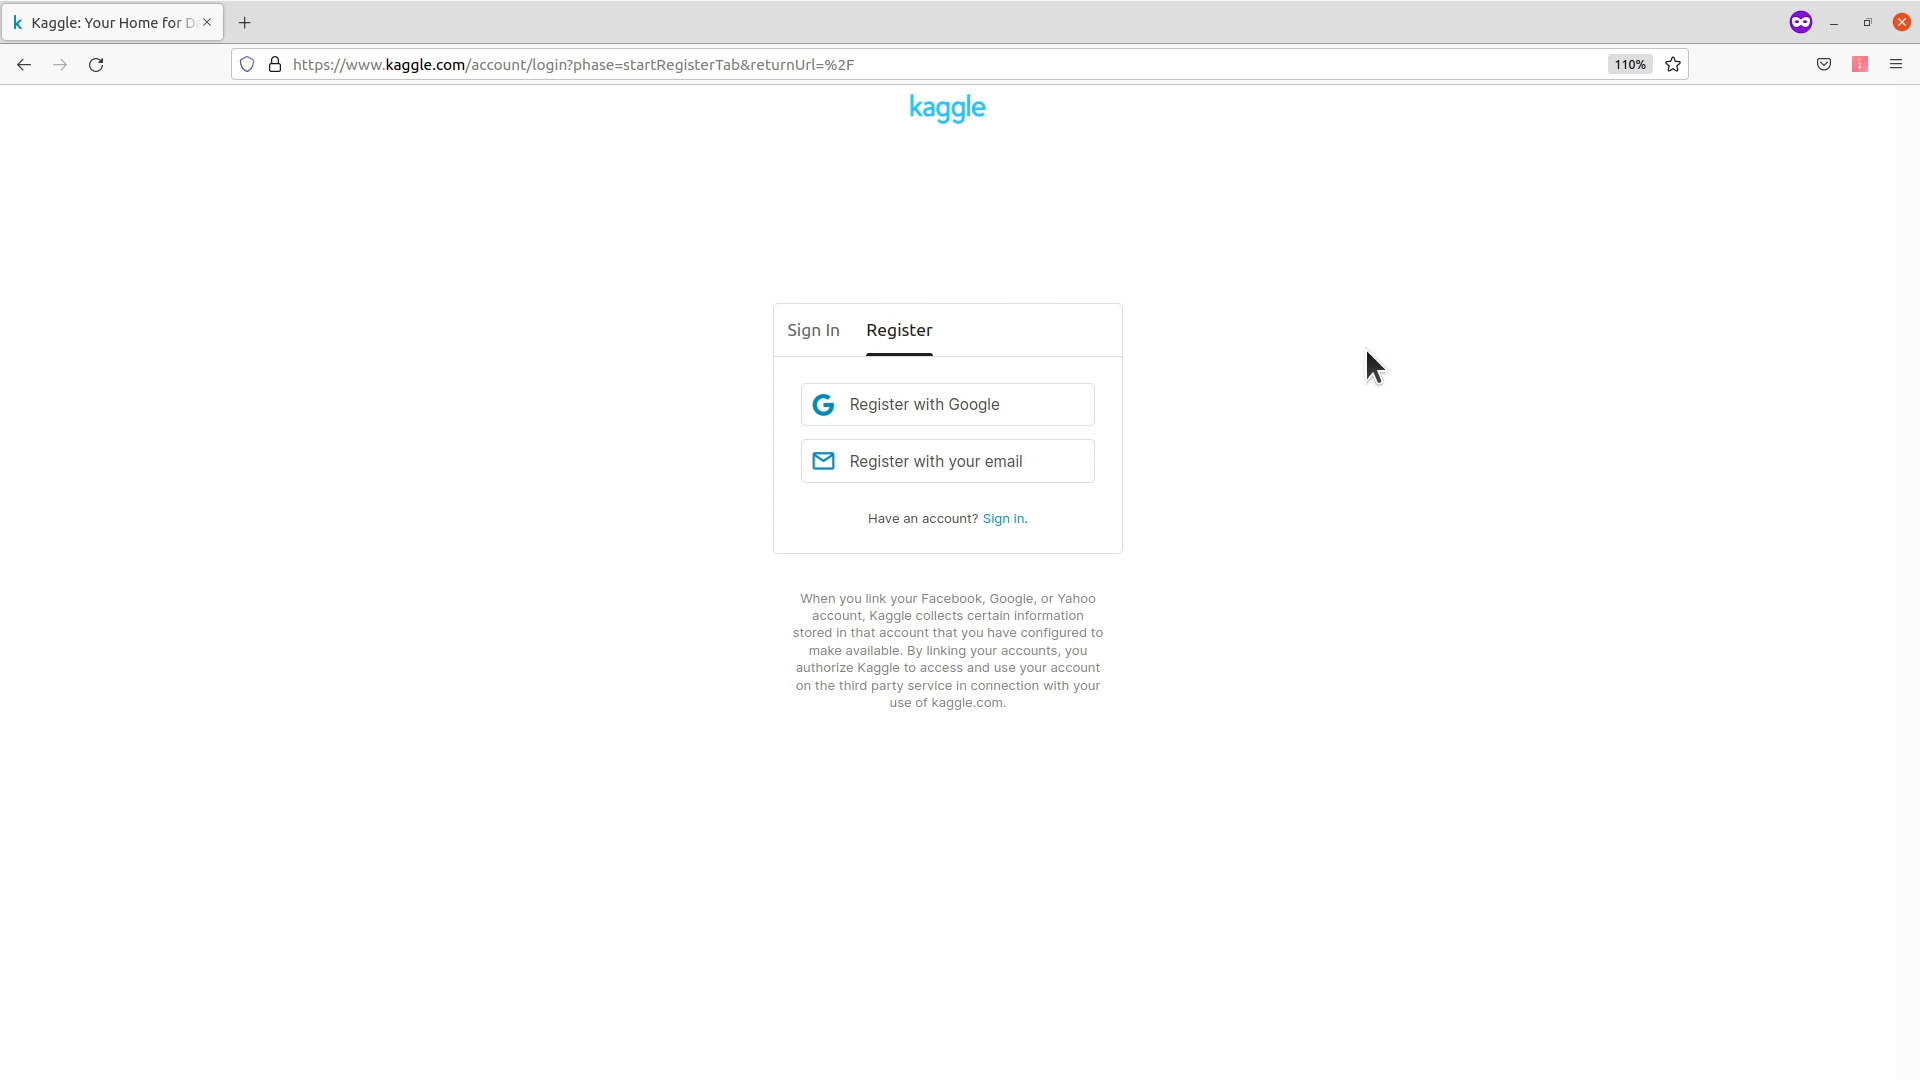 Kaggle: Your Home for Da
https://www.kaggle.com/account/login?phase=startRegisterTab&returnUrl=%2F
110%
kaggle
Sign In Register
Register with Google
Register with your email
Have an account? Sign in.
When you link your Facebook, Google, or Yahoo
account, Kaggle collects certain information
stored in that account that you have configured to
make available. By linking your accounts, you
authorize Kaggle to access and use your account
on the third party service in connection with your
use of kaggle.com.